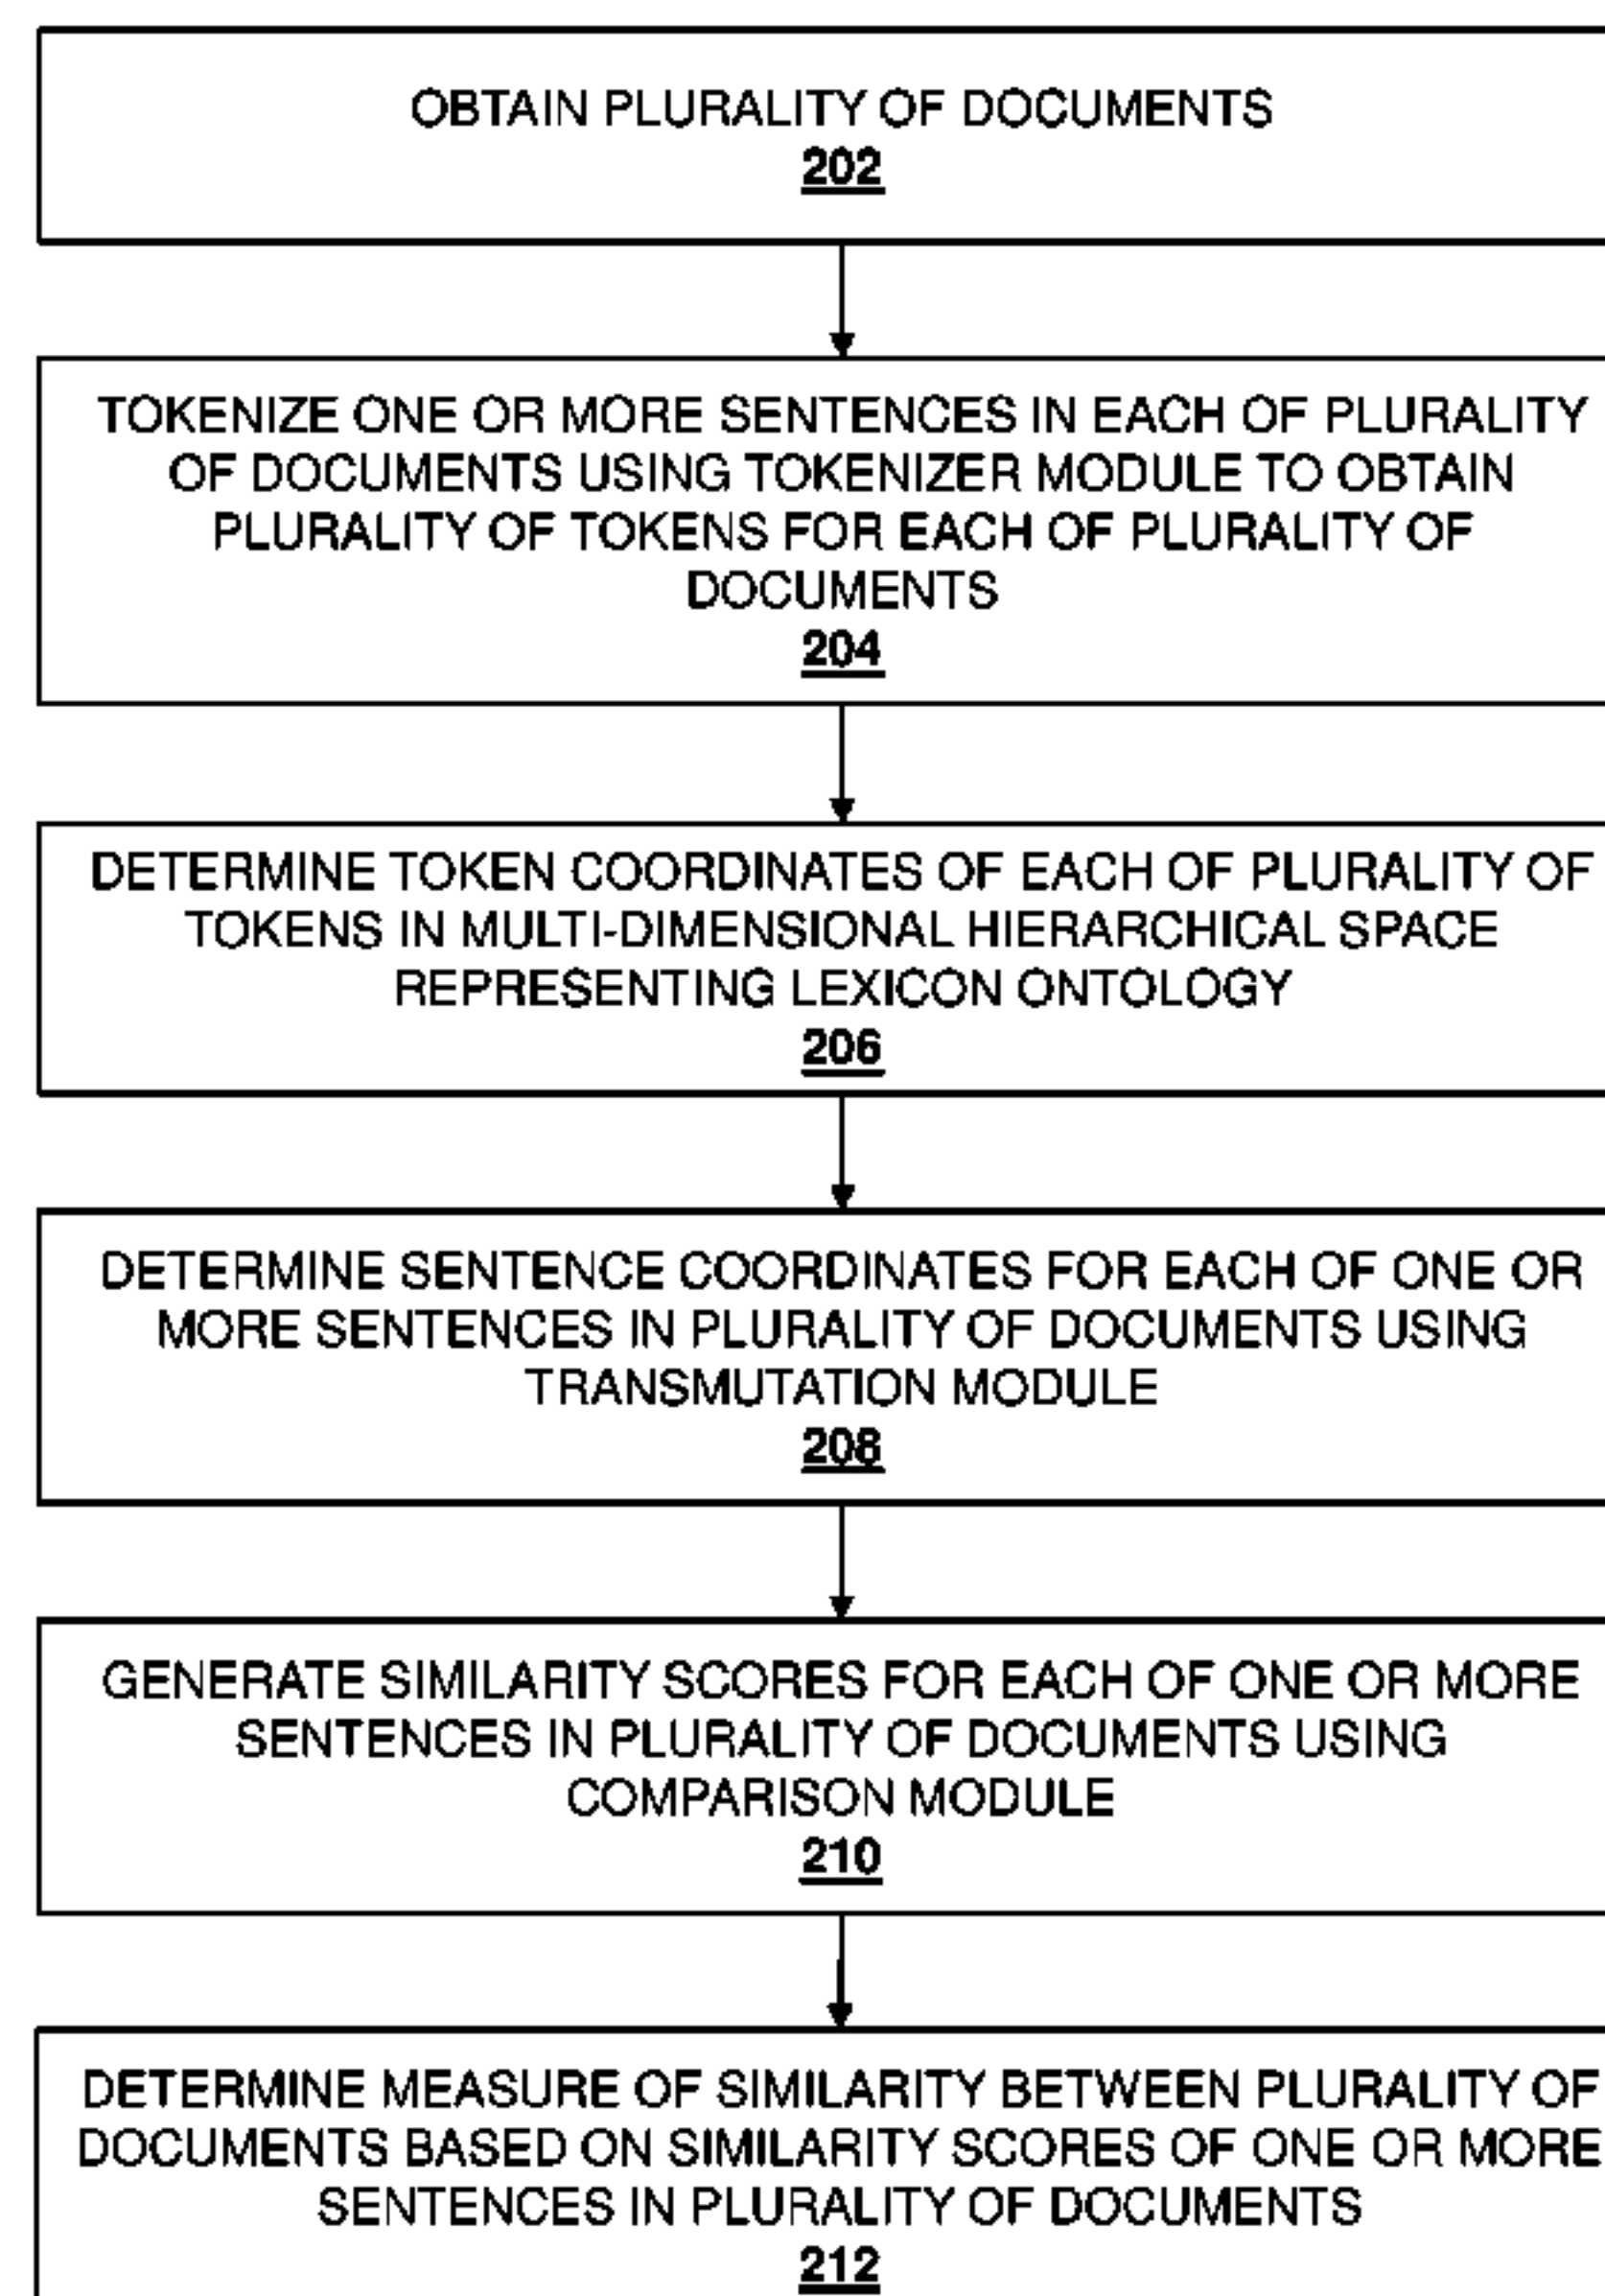 OBTAIN PLURALITY OF DOCUMENTS
202
TOKENIZE ONE OR MORE SENTENCES IN EACH OF PLURALITY
OF DOCUMENTS USING TOKENIZER MODULE TO OBTAIN
PLURALITY OF TOKENS FOR EACH OF PLURALITY OF
DOCUMENTS
204
DETERMINE TOKEN COORDINATES OF EACH OF PLURALITY OF
TOKENS IN MULTI-DIMENSIONAL HIERARCHICAL SPACE
REPRESENTING LEXICON ONTOLOGY
206
DETERMINE SENTENCE COORDINATES FOR EACH OF ONE OR
MORE SENTENCES IN PLURALITY OF DOCUMENTS USING
TRANSMUTATION MODULE
208
GENERATE SIMILARITY SCORES FOR EACH OF ONE OR MORE
SENTENCES IN PLURALITY OF DOCUMENTS USING
COMPARISON MODULE
210
DETERMINE MEASURE OF SIMILARITY BETWEEN PLURALITY OF
DOCUMENTS BASED ON SIMILARITY SCORES OF ONE OR MORE
SENTENCES IN PLURALITY OF DOCUMENTS
212